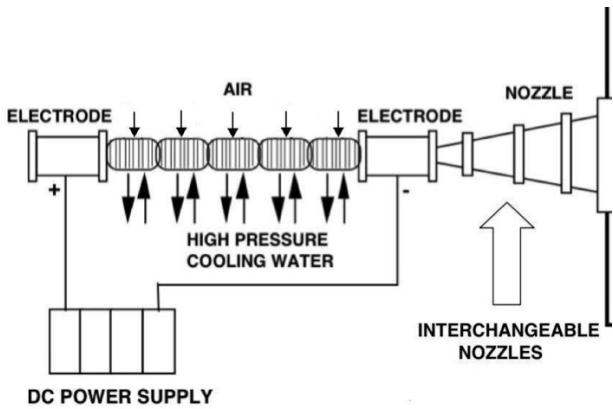 AIR
ELECTRODE
ELECTRODE
NOZZLE
+
-
HIGH PRESSURE
COOLING WATER
INTERCHANGEABLE
NOZZLES
DC POWER SUPPLY